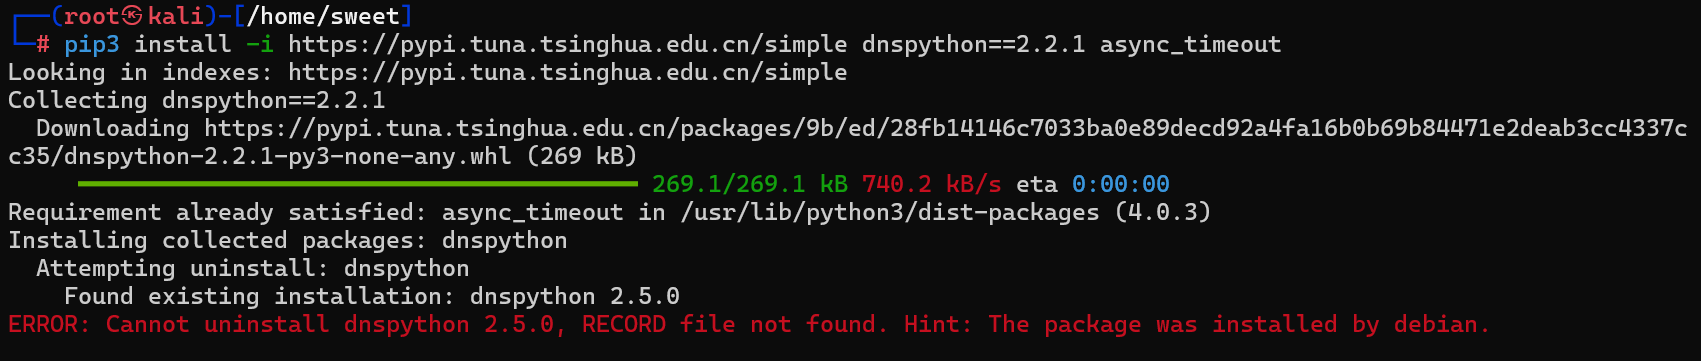 ┌──(root㉿kali)-[/home/sweet]
└─# pip3 install -i https://pypi.tuna.tsinghua.edu.cn/simple dnspython==2.2.1 async_timeout
Looking in indexes: https://pypi.tuna.tsinghua.edu.cn/simple
Collecting dnspython==2.2.1
  Downloading https://pypi.tuna.tsinghua.edu.cn/packages/9b/ed/28fb14146c7033ba0e89decd92a4fa16b0b69b84471e2deab3cc4337c
c35/dnspython-2.2.1-py3-none-any.whl (269 kB)
     ━━━━━━━━━━━━━━━━━━━━━━━━━━━━━━━━━━━━━━━━ 269.1/269.1 kB 740.2 kB/s eta 0:00:00
Requirement already satisfied: async_timeout in /usr/lib/python3/dist-packages (4.0.3)
Installing collected packages: dnspython
  Attempting uninstall: dnspython
    Found existing installation: dnspython 2.5.0
ERROR: Cannot uninstall dnspython 2.5.0, RECORD file not found. Hint: The package was installed by debian.